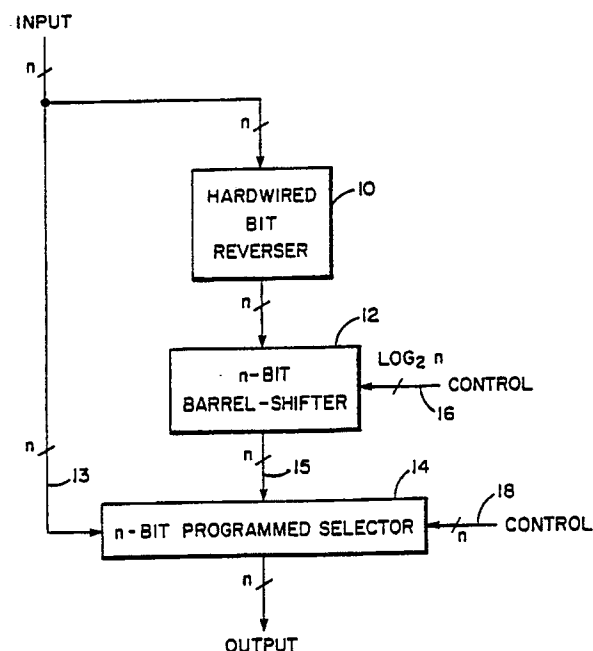 INPUT
n
n
HARDWIRED
BIT
REVERSER
10
n
12
n-BIT
BARREL-SHIFTER
LOG₂ n
CONTROL
16
n
13
n
15
14
n-BIT PROGRAMMED SELECTOR
18
n
CONTROL
n
OUTPUT